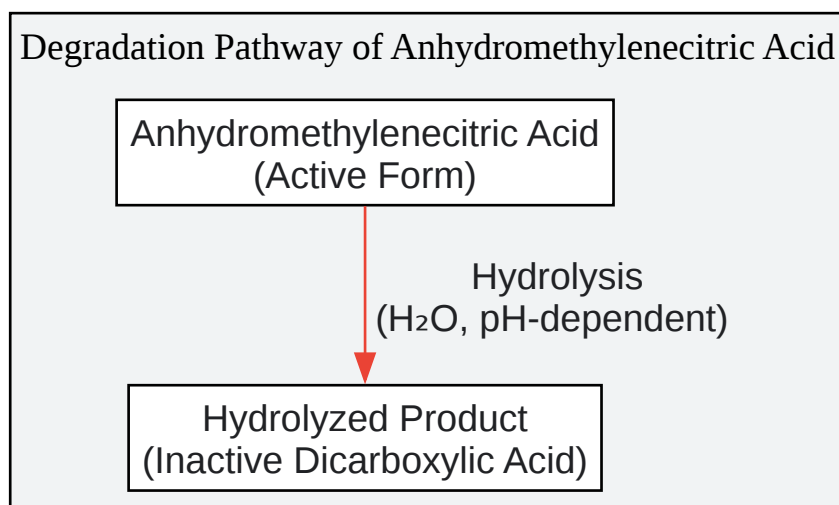 Degradation Pathway of Anhydromethylenecitric Acid
Anhydromethylenecitric Acid
(Active Form)
Hydrolysis
(H₂O, pH-dependent)
Hydrolyzed Product
(Inactive Dicarboxylic Acid)